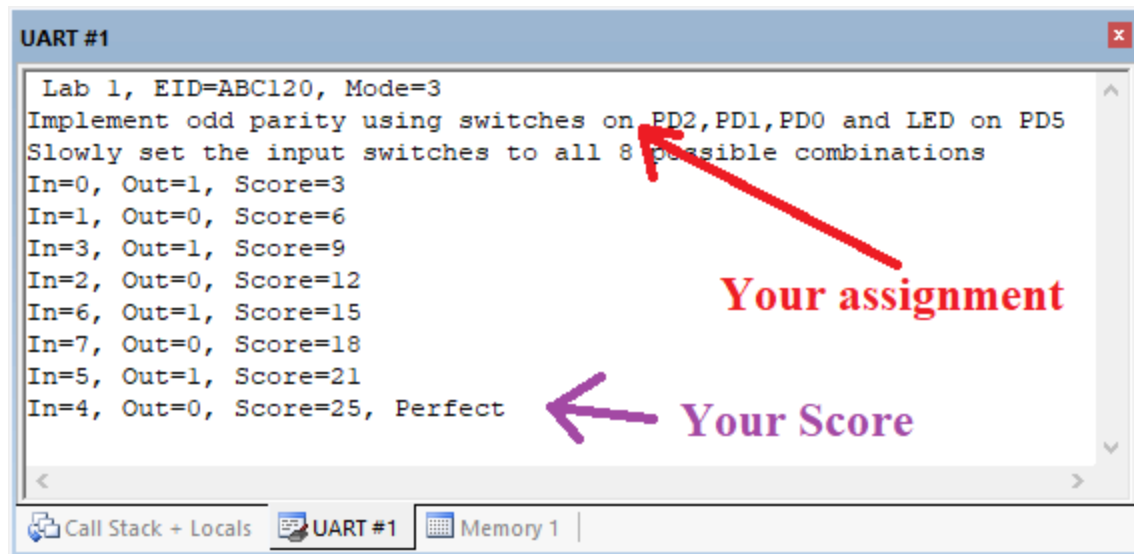 UART #1
x
Lab 1, EID=ABC120, Mode=3
Implement odd parity using switches on PD2,PD1,PD0 and LED on PD5
Slowly set the input switches to all 8 possible combinations
In=0, Out=1, Score=3
In=1, Out=0, Score=6
In=3, Out=1, Score=9
In=2, Out=0, Score=12
Your assignment
In=6, Out=1, Score=15
In=7, Out=0, Score=18
In=5, Out=1, Score=21
In=4, Out=0, Score=25, Perfect
Your Score
Call Stack + Locals
UART #1
Memory 1